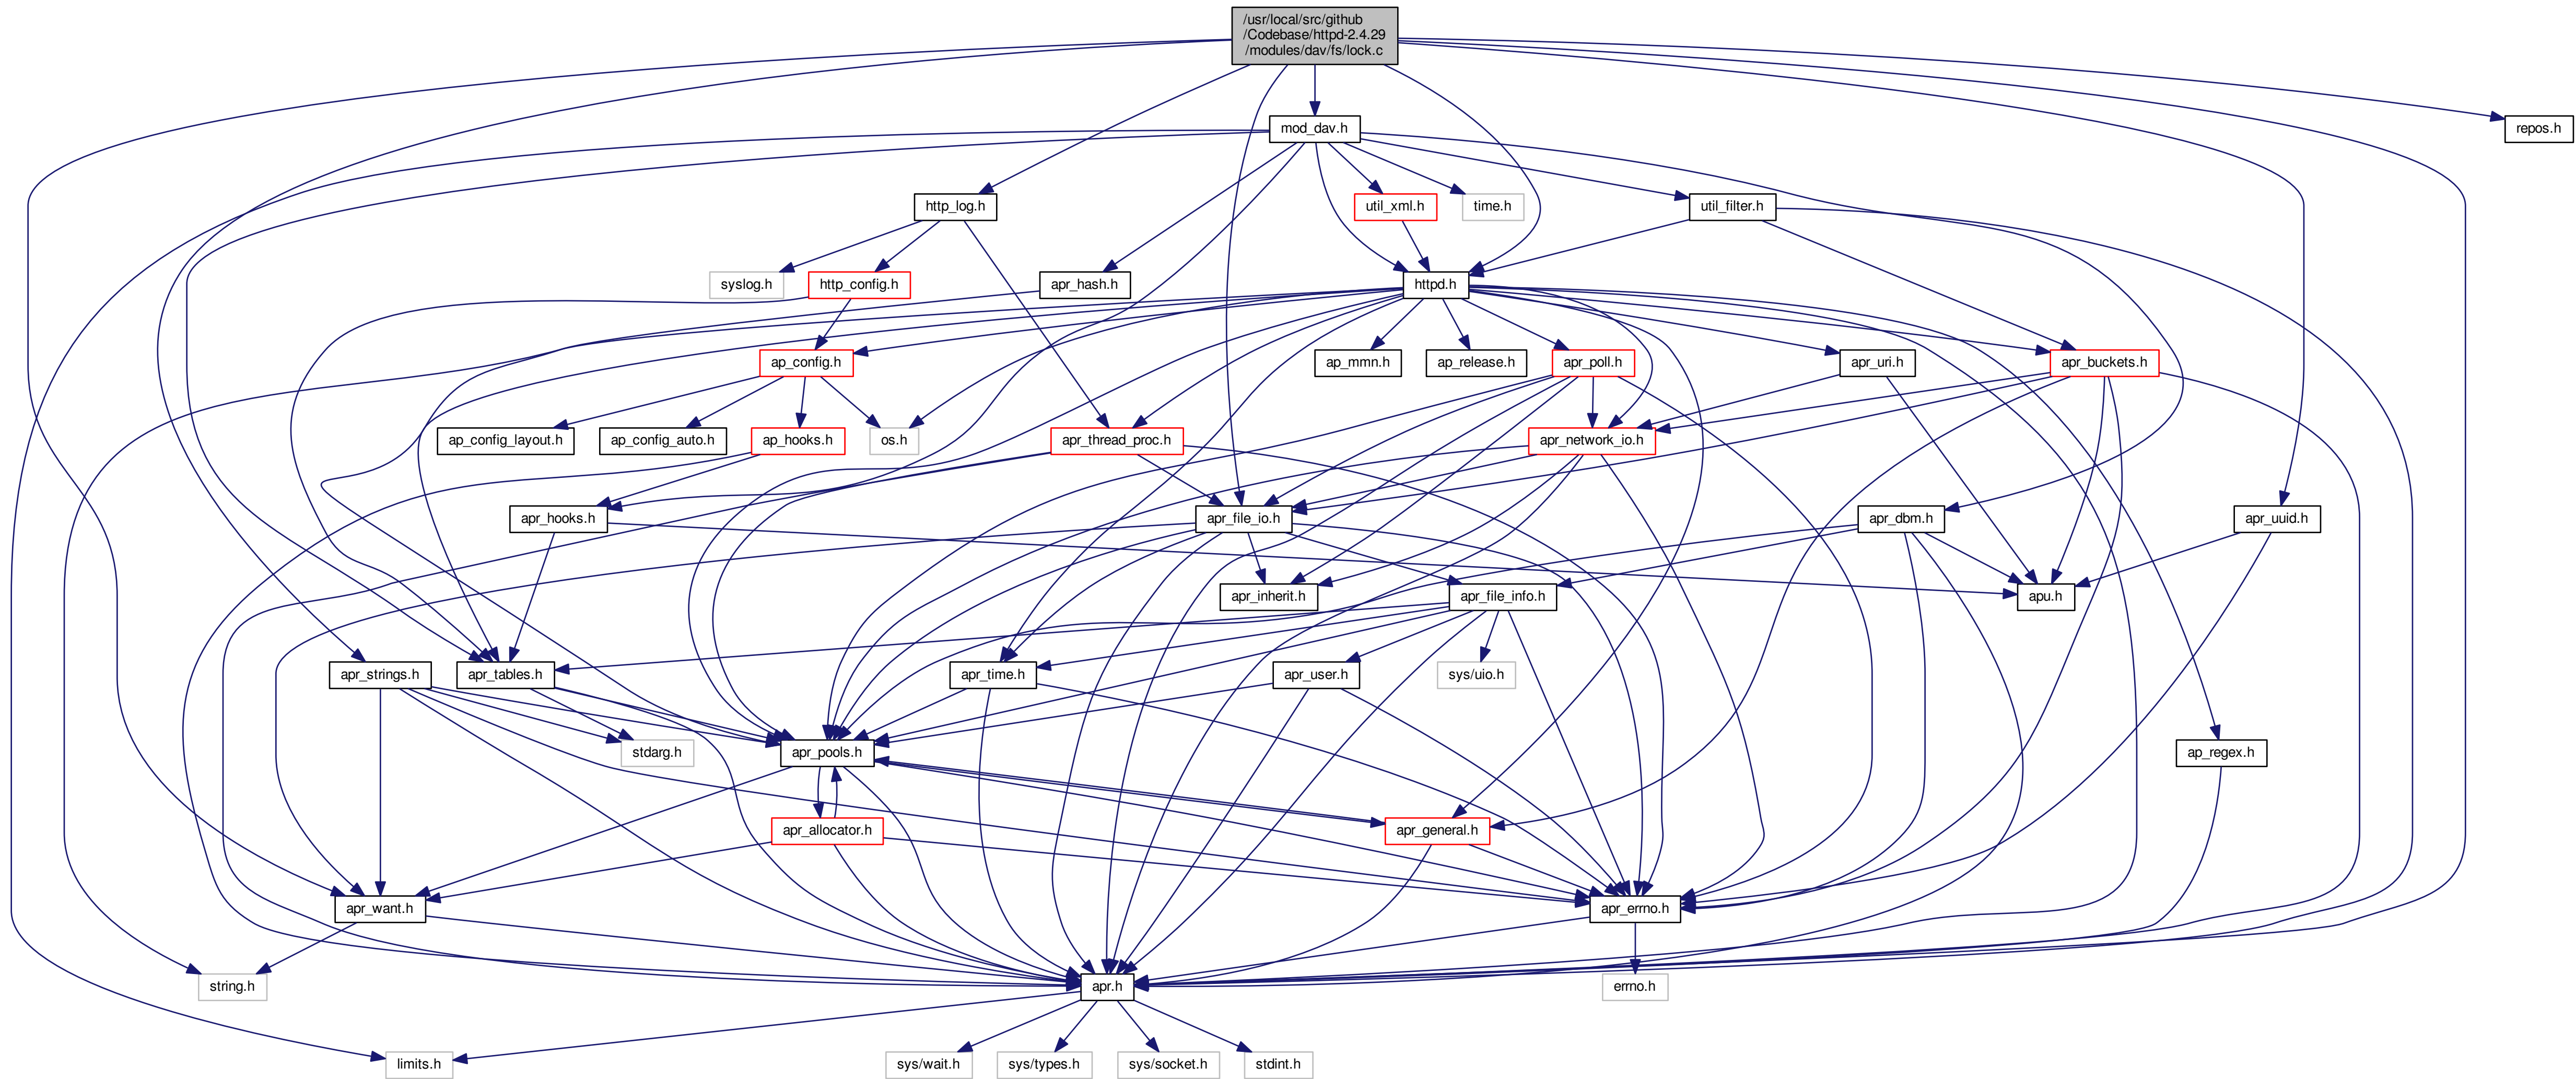 /usr/local/src/github
/Codebase/httpd-2.4.29
/modules/dav/fs/lock.c
mod_dav.h
repos.h
http_log.h
util_xml.h
time.h
util_filter.h
syslog.h
http_config.h
apr_hash.h
httpd.h
ap_config.h
ap_mmn.h
ap_release.h
apr_poll.h
apr_uri.h
apr_buckets.h
ap_config_layout.h
ap_config_auto.h
ap_hooks.h
os.h
apr_thread_proc.h
apr_network_io.h
apr_hooks.h
apr_file_io.h
apr_dbm.h
apr_uuid.h
apr_inherit.h
apr_file_info.h
apu.h
apr_strings.h
apr_tables.h
apr_time.h
apr_user.h
sys/uio.h
stdarg.h
apr_pools.h
ap_regex.h
apr_allocator.h
apr_general.h
apr_want.h
apr_errno.h
string.h
apr.h
errno.h
limits.h
sys/wait.h
sys/types.h
sys/socket.h
stdint.h